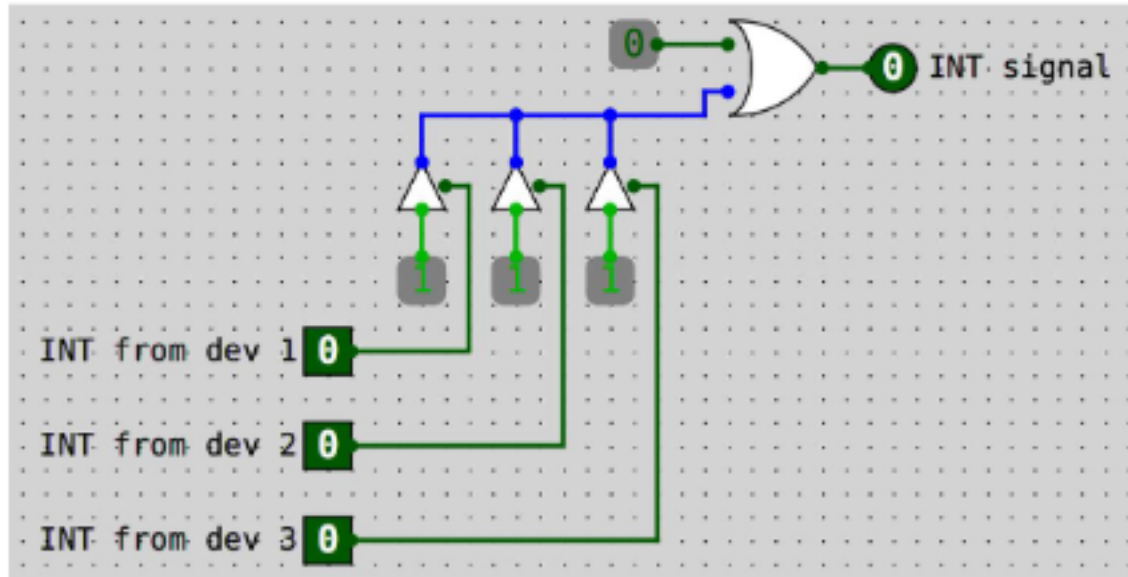 0
0 INT signal
1 1 1
INT from dev 1 0
INT from dev 2 0
INT from dev 3 0